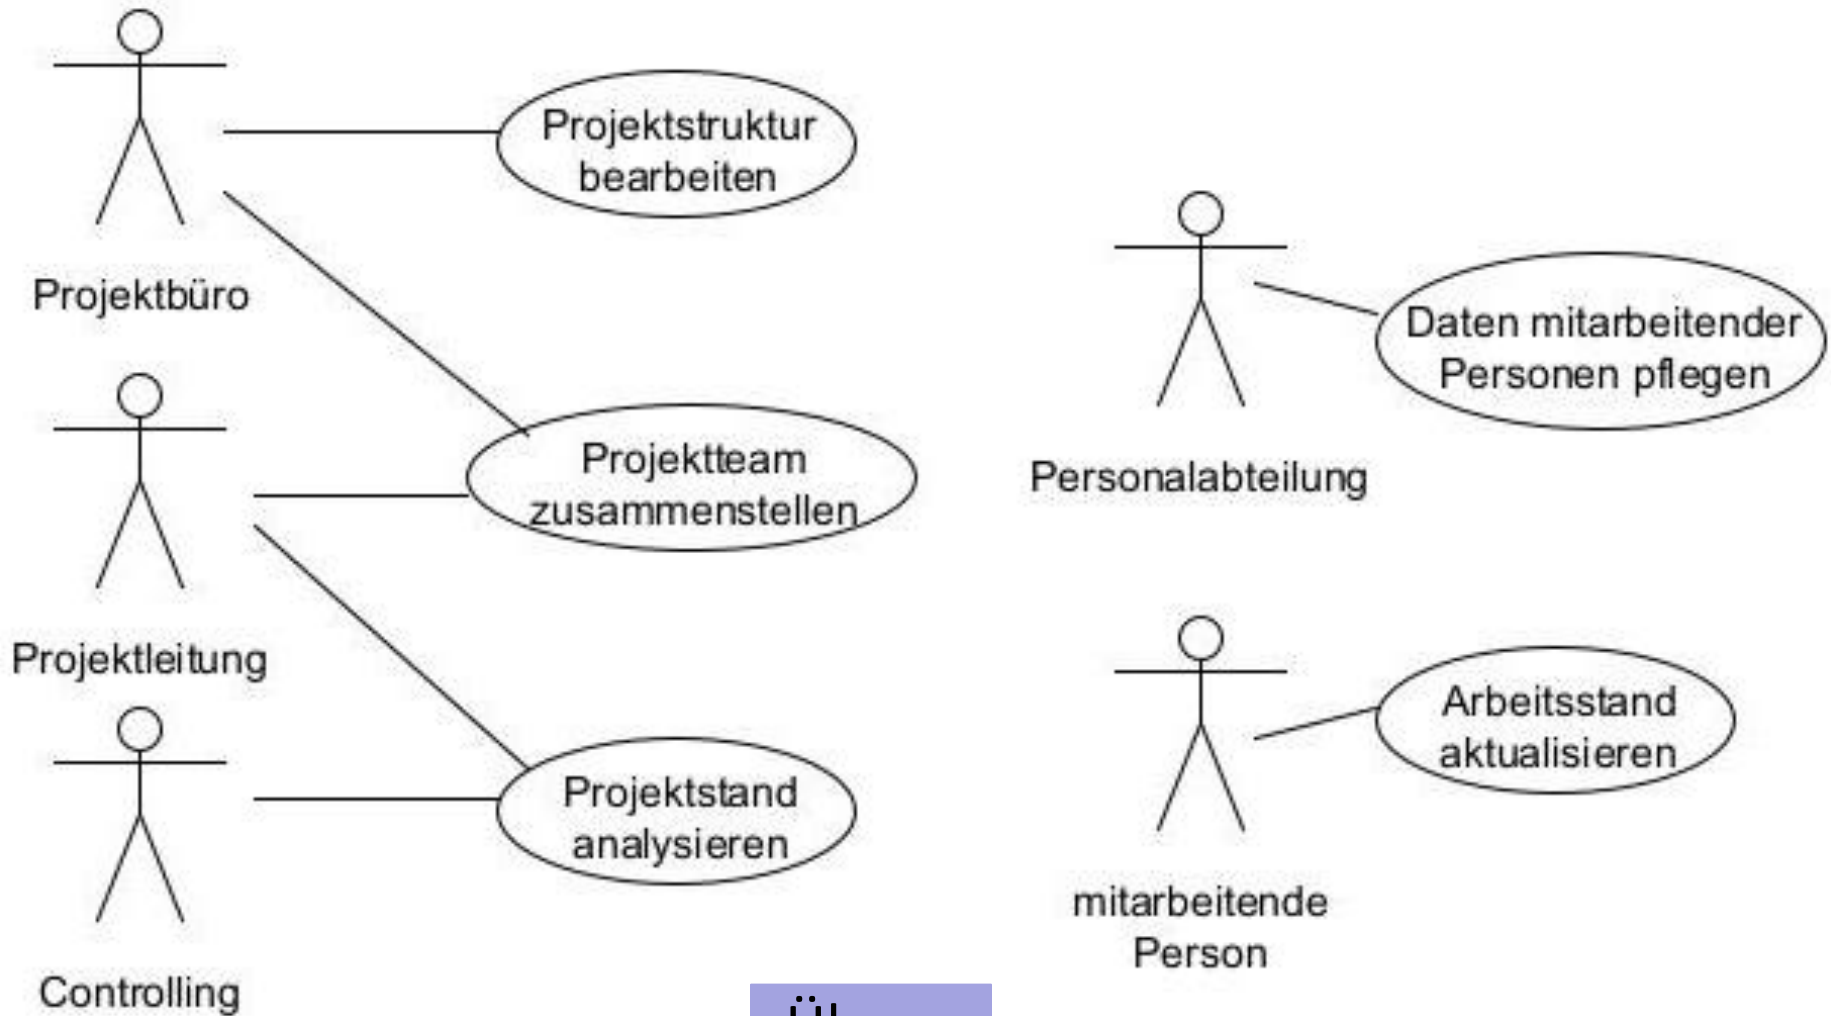 Projektstruktur
bearbeiten
Projektbüro
Projektteam
zusammenstellen
Projektleitung
Projektstand
analysieren
Controlling
Daten mitarbeitender
Personen pflegen
Personalabteilung
Arbeitsstand
aktualisieren
mitarbeitende
Person